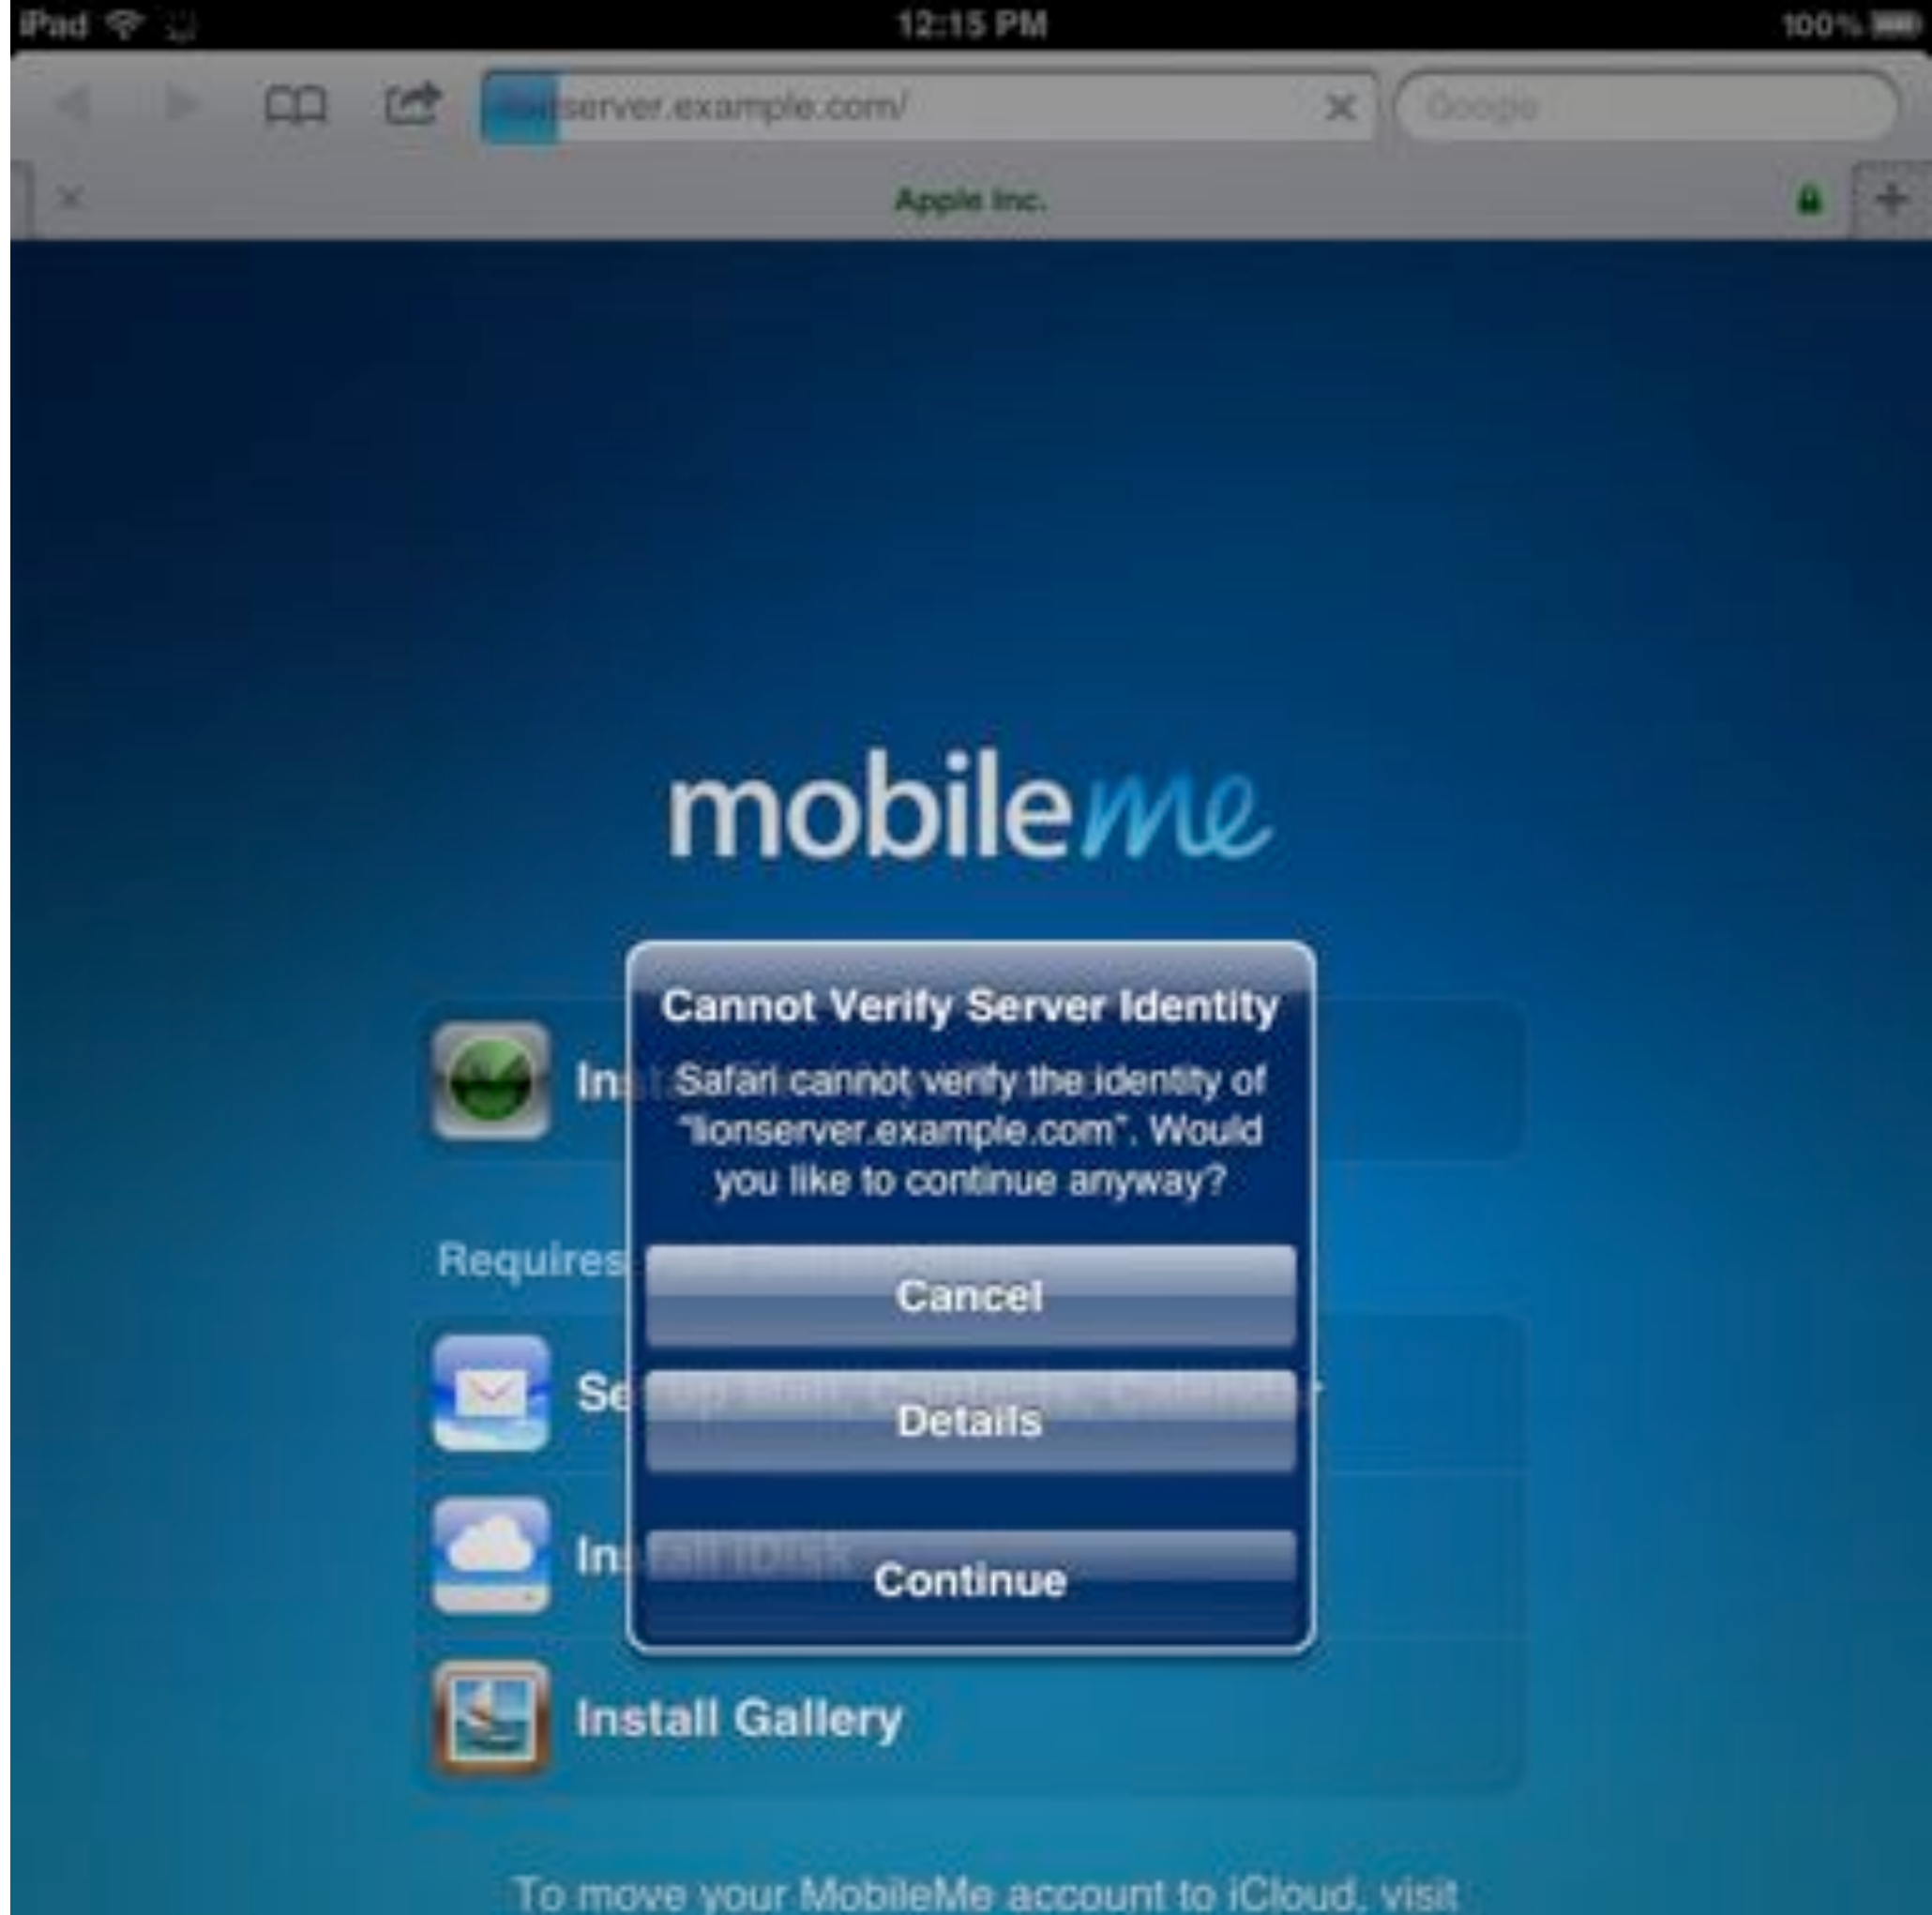 iPad
12:15 PM
100%
server.example.com/
Google
Apple Inc.
mobileme
Cannot Verify Server Identity
Safari cannot verify the identity of
"lionserver.example.com". Would
you like to continue anyway?
Requires
Cancel
Details
Continue
Install Gallery
To move your MobileMe account to iCloud, visit